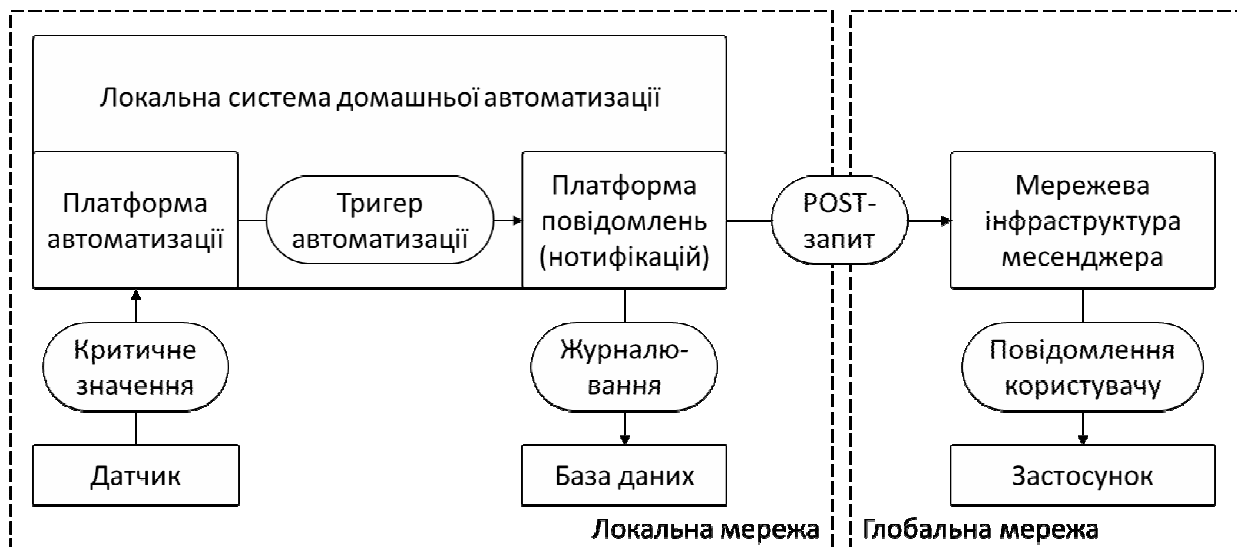 Локальна система домашньої автоматизації
Платформа
автоматизації
Тригер
автоматизації
Платформа
повідомлень
(нотифікацій)
POST-
запит
Мережева
інфраструктура
месенджера
Критичне
значення
Журналю-
вання
Повідомлення
користувачу
Датчик
База даних
Застосунок
Локальна мережа
Глобальна мережа